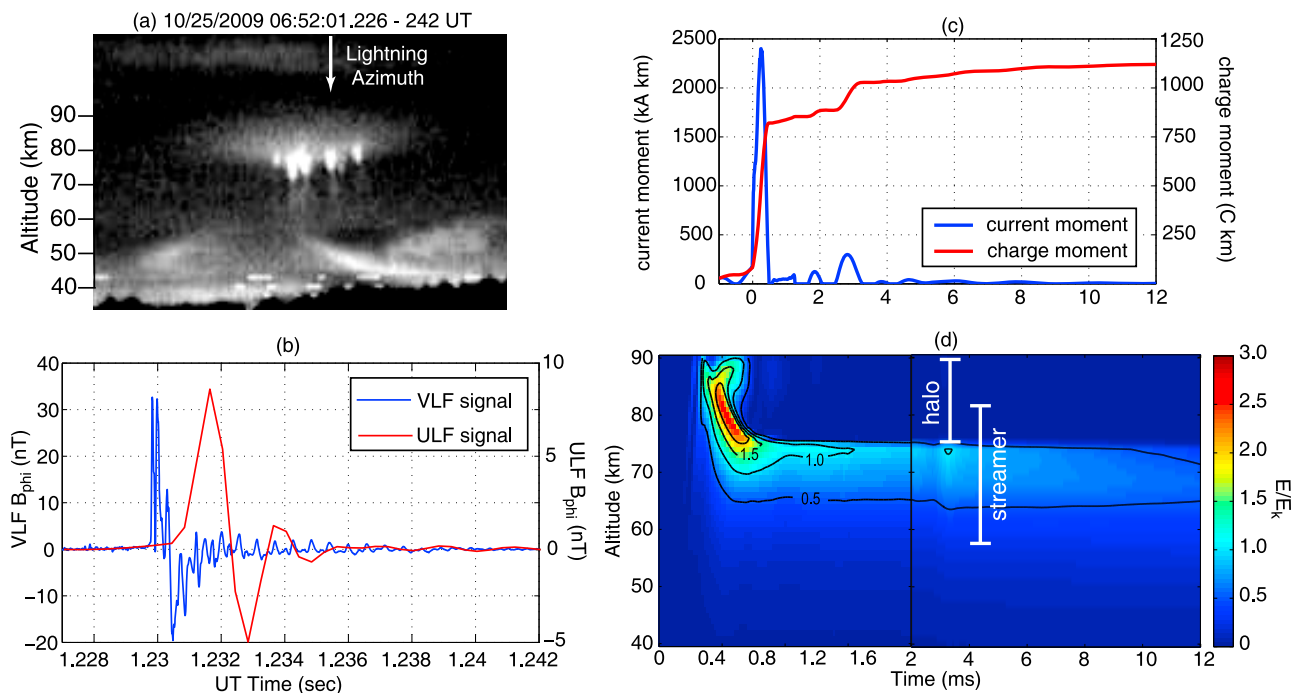 (a) 10/25/2009 06:52:01.226 - 242 UT
Lightning
Azimuth
Altitude (km)
90
80
70
60
50
40
(b)
VLF B_phi (nT)
40
30
20
10
0
−10
−20
VLF signal
ULF signal
10
5
0
−5
ULF B_phi (nT)
1.228 1.23 1.232 1.234 1.236 1.238 1.24 1.242
UT Time (sec)
(c)
current moment (kA km)
2500
2000
1500
1000
500
0
current moment
charge moment
1250
1000
750
500
250
charge moment (C km)
0 2 4 6 8 10 12
(d)
Altitude (km)
90
80
70
60
50
40
1.5
1.0
0.5
halo
streamer
0 0.4 0.8 1.2 1.6 2 4 6 8 10 12
Time (ms)
3.0
2.5
2.0
1.5
1.0
0.5
0
E/E_k